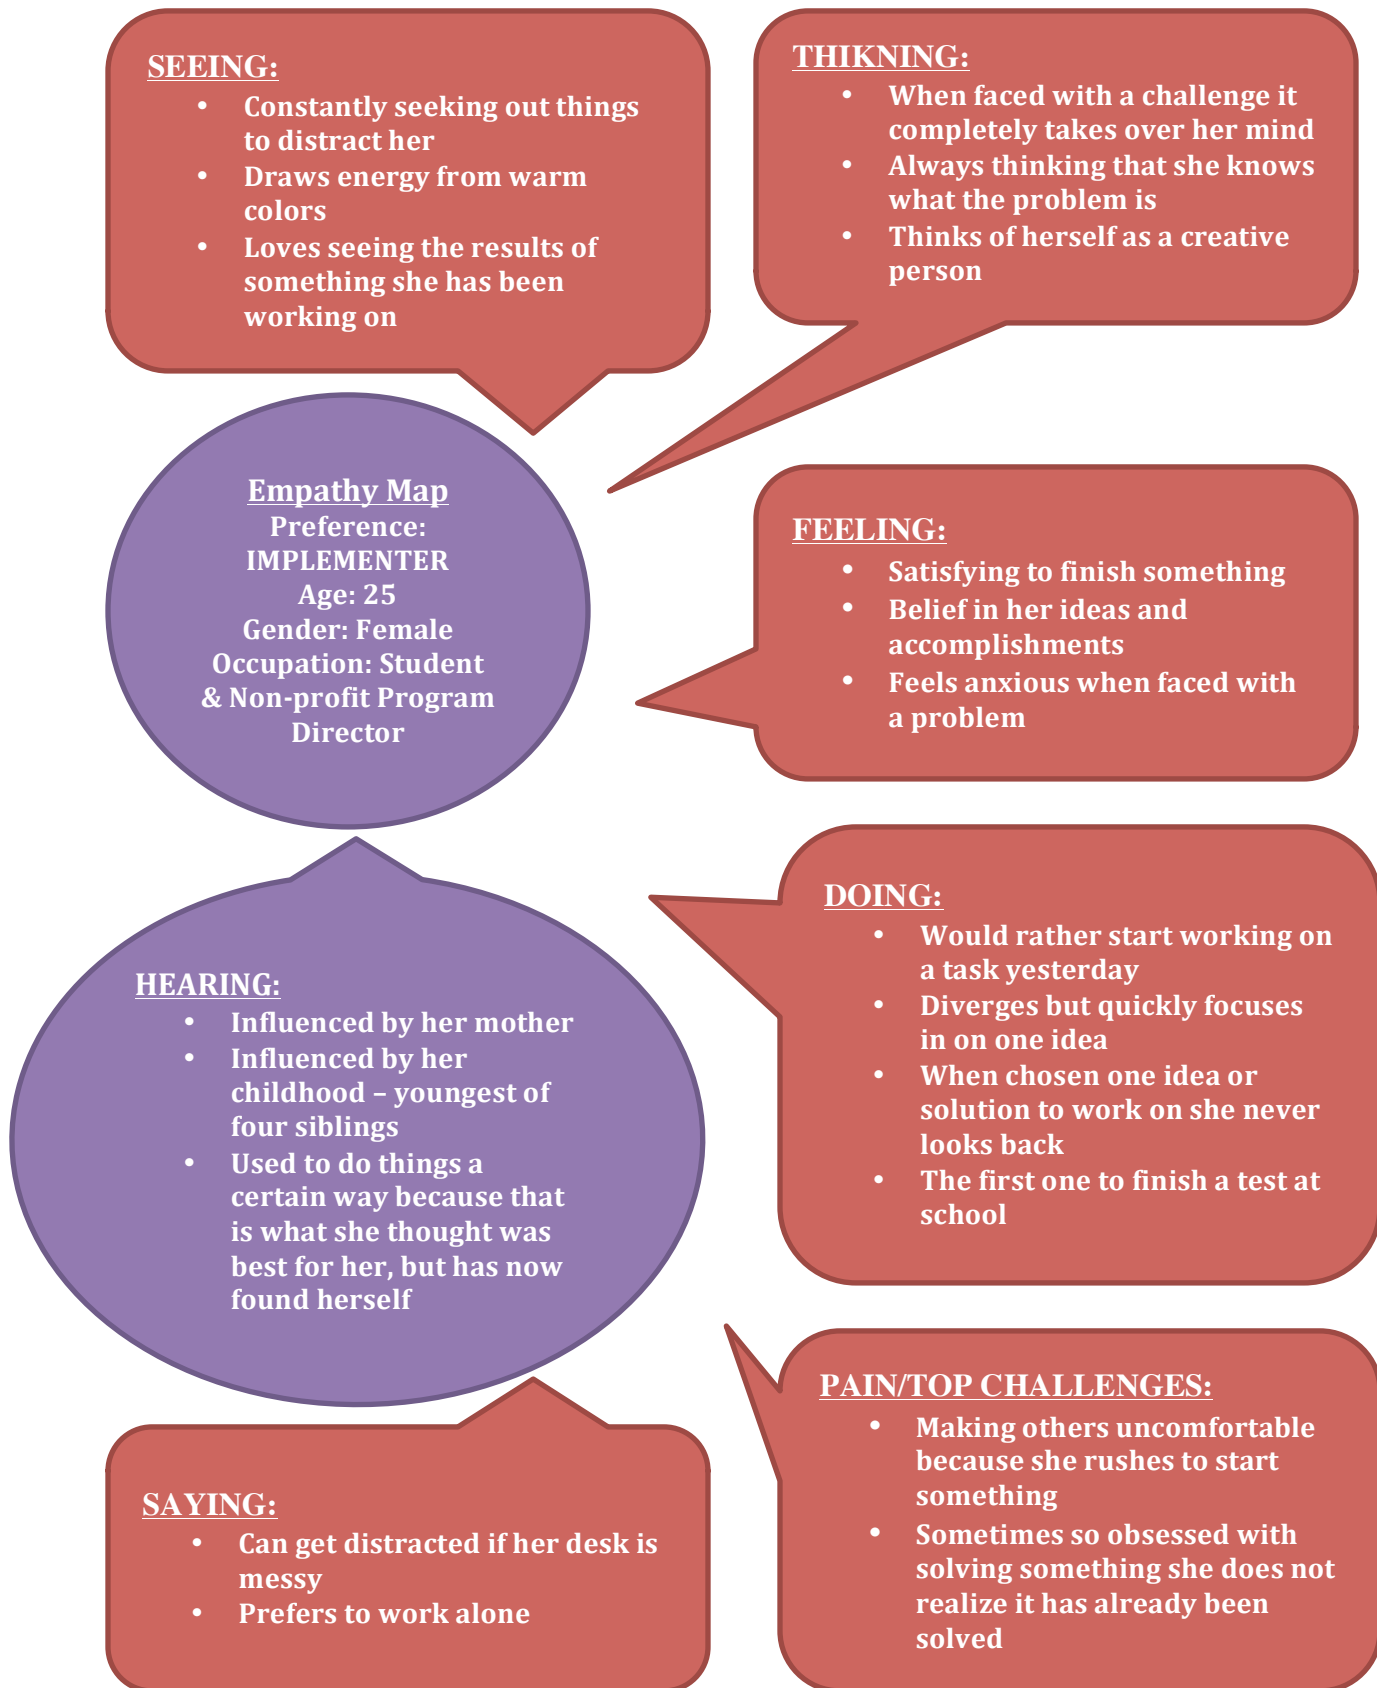 SEEING:
• Constantly seeking out things
to distract her
• Draws energy from warm
colors
• Loves seeing the results of
something she has been
working on
THIKNING:
• When faced with a challenge it
completely takes over her mind
• Always thinking that she knows
what the problem is
• Thinks of herself as a creative
person
Empathy Map
Preference:
IMPLEMENTER
Age: 25
Gender: Female
Occupation: Student
& Non-profit Program
Director
FEELING:
• Satisfying to finish something
• Belief in her ideas and
accomplishments
• Feels anxious when faced with
a problem
HEARING:
• Influenced by her mother
• Influenced by her
childhood – youngest of
four siblings
• Used to do things a
certain way because that
is what she thought was
best for her, but has now
found herself
DOING:
• Would rather start working on
a task yesterday
• Diverges but quickly focuses
in on one idea
• When chosen one idea or
solution to work on she never
looks back
• The first one to finish a test at
school
SAYING:
• Can get distracted if her desk is
messy
• Prefers to work alone
PAIN/TOP CHALLENGES:
• Making others uncomfortable
because she rushes to start
something
• Sometimes so obsessed with
solving something she does not
realize it has already been
solved